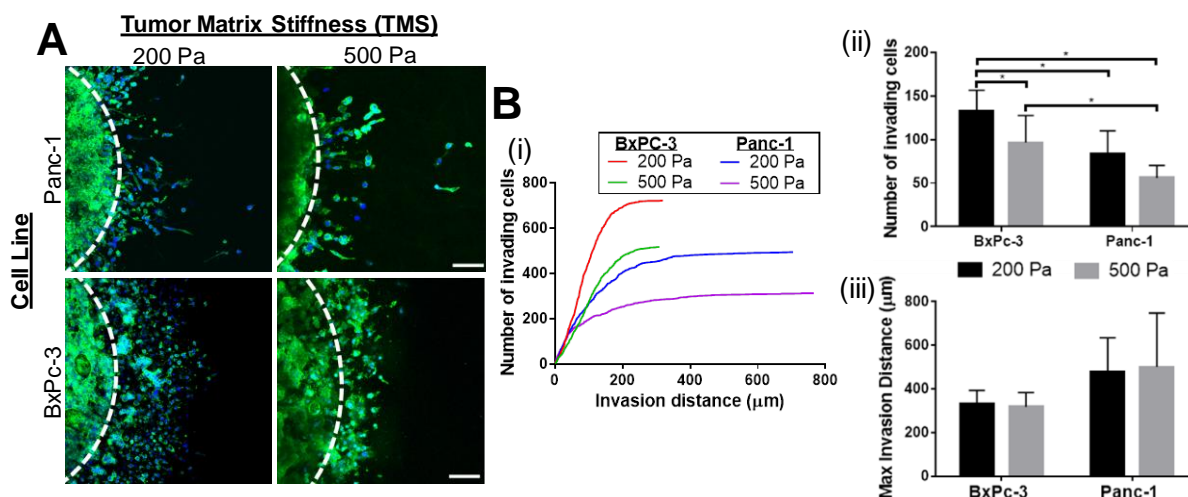 A
Tumor Matrix Stiffness (TMS)
200 Pa
500 Pa
Cell Line
Panc-1
BxPc-3
B
(i)
BxPC-3
Panc-1
200 Pa
200 Pa
500 Pa
500 Pa
Number of invading cells
800
600
400
200
0
0
200
400
600
800
Invasion distance (μm)
(ii)
Number of invading cells
200
150
100
50
0
*
*
*
*
BxPc-3
Panc-1
200 Pa
500 Pa
(iii)
Max Invasion Distance (μm)
800
600
400
200
0
BxPc-3
Panc-1